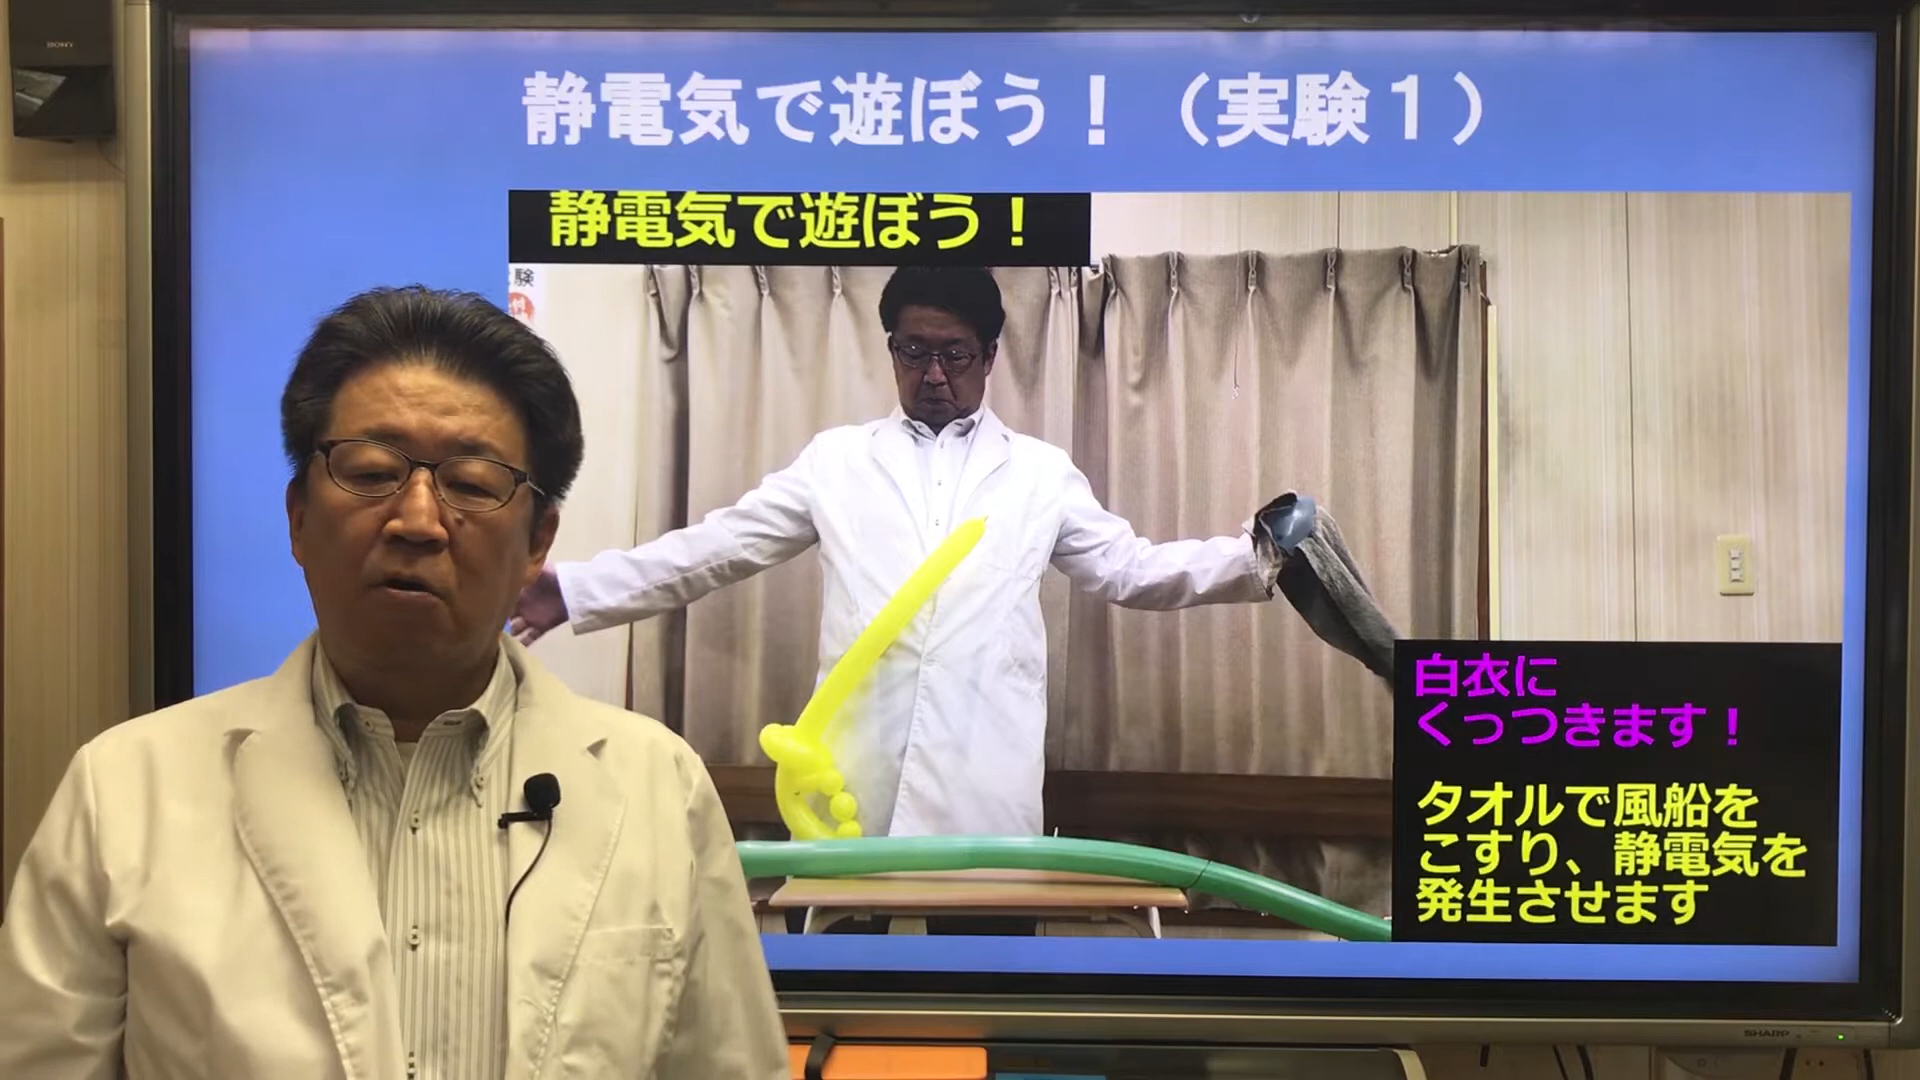 SONY
静電気で遊ぼう！（実験１）
静電気で遊ぼう！
験
白衣に
くっつきます！
タオルで風船を
こすり、静電気を
発生させます
SHARP